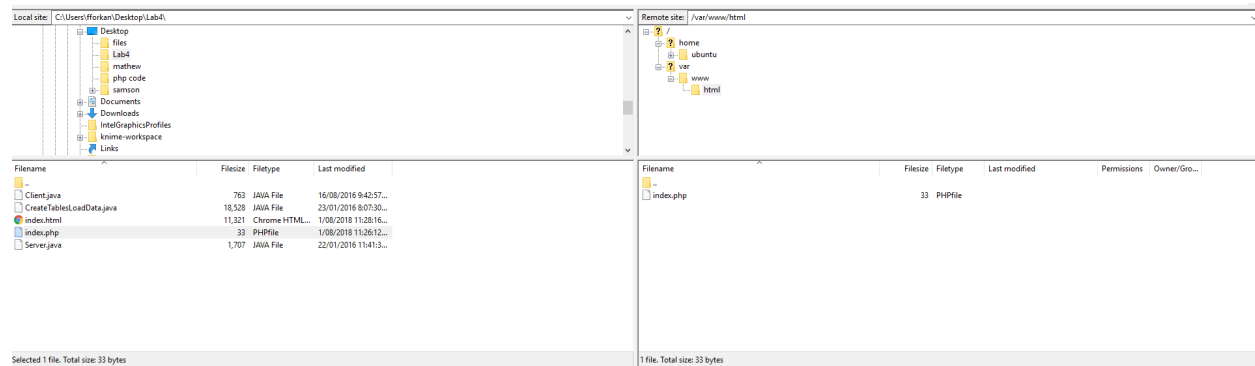 Local site: C:\Users\fforkan\Desktop\Lab4\
Desktop
files
Lab4
mathew
php code
samson
Documents
Downloads
IntelGraphicsProfiles
knime-workspace
Links
Filename Filesize Filetype Last modified
..
Client.java 763 JAVA File 16/08/2016 9:42:57...
CreateTablesLoadData.java 18,528 JAVA File 23/01/2016 8:07:30...
index.html 11,321 Chrome HTML... 1/08/2018 11:28:16...
index.php 33 PHPfile 1/08/2018 11:26:12...
Server.java 1,707 JAVA File 22/01/2016 11:41:3...
Selected 1 file. Total size: 33 bytes
Remote site: /var/www/html
/
home
ubuntu
var
www
html
Filename Filesize Filetype Last modified Permissions Owner/Gro...
..
index.php 33 PHPfile
1 file. Total size: 33 bytes